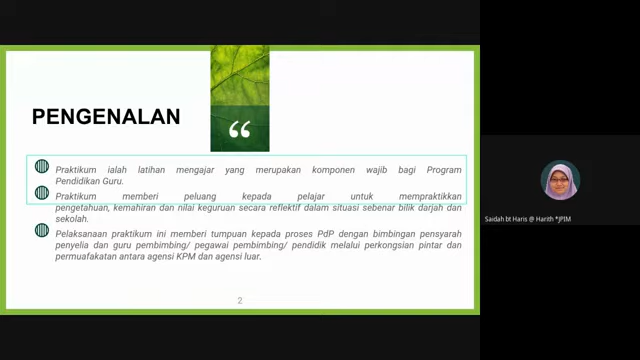 PENGENALAN
“
Praktikum ialah latihan mengajar yang merupakan komponen wajib bagi Program
Pendidikan Guru.
Praktikum memberi peluang kepada pelajar untuk mempraktikkan
pengetahuan, kemahiran dan nilai keguruan secara reflektif dalam situasi sebenar bilik darjah dan
sekolah.
Pelaksanaan praktikum ini memberi tumpuan kepada proses PdP dengan bimbingan pensyarah
penyelia dan guru pembimbing/ pegawai pembimbing/ pendidik melalui perkongsian pintar dan
permuafakatan antara agensi KPM dan agensi luar.
2
Saidah bt Haris @ Harith *JPIM